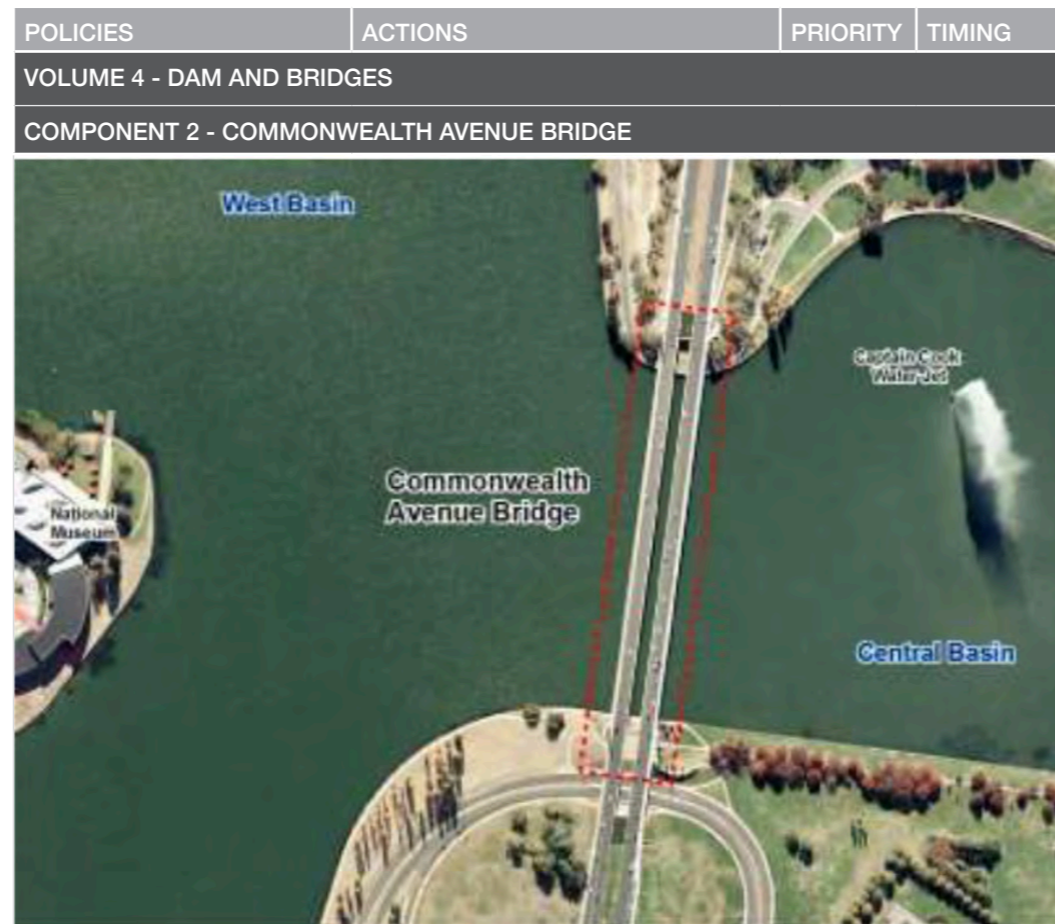 POLICIES ACTIONS PRIORITY TIMING
VOLUME 4 - DAM AND BRIDGES
COMPONENT 2 - COMMONWEALTH AVENUE BRIDGE
West Basin
Captain Cook
Water Jet
Commonwealth
Avenue Bridge
National
Museum
Central Basin